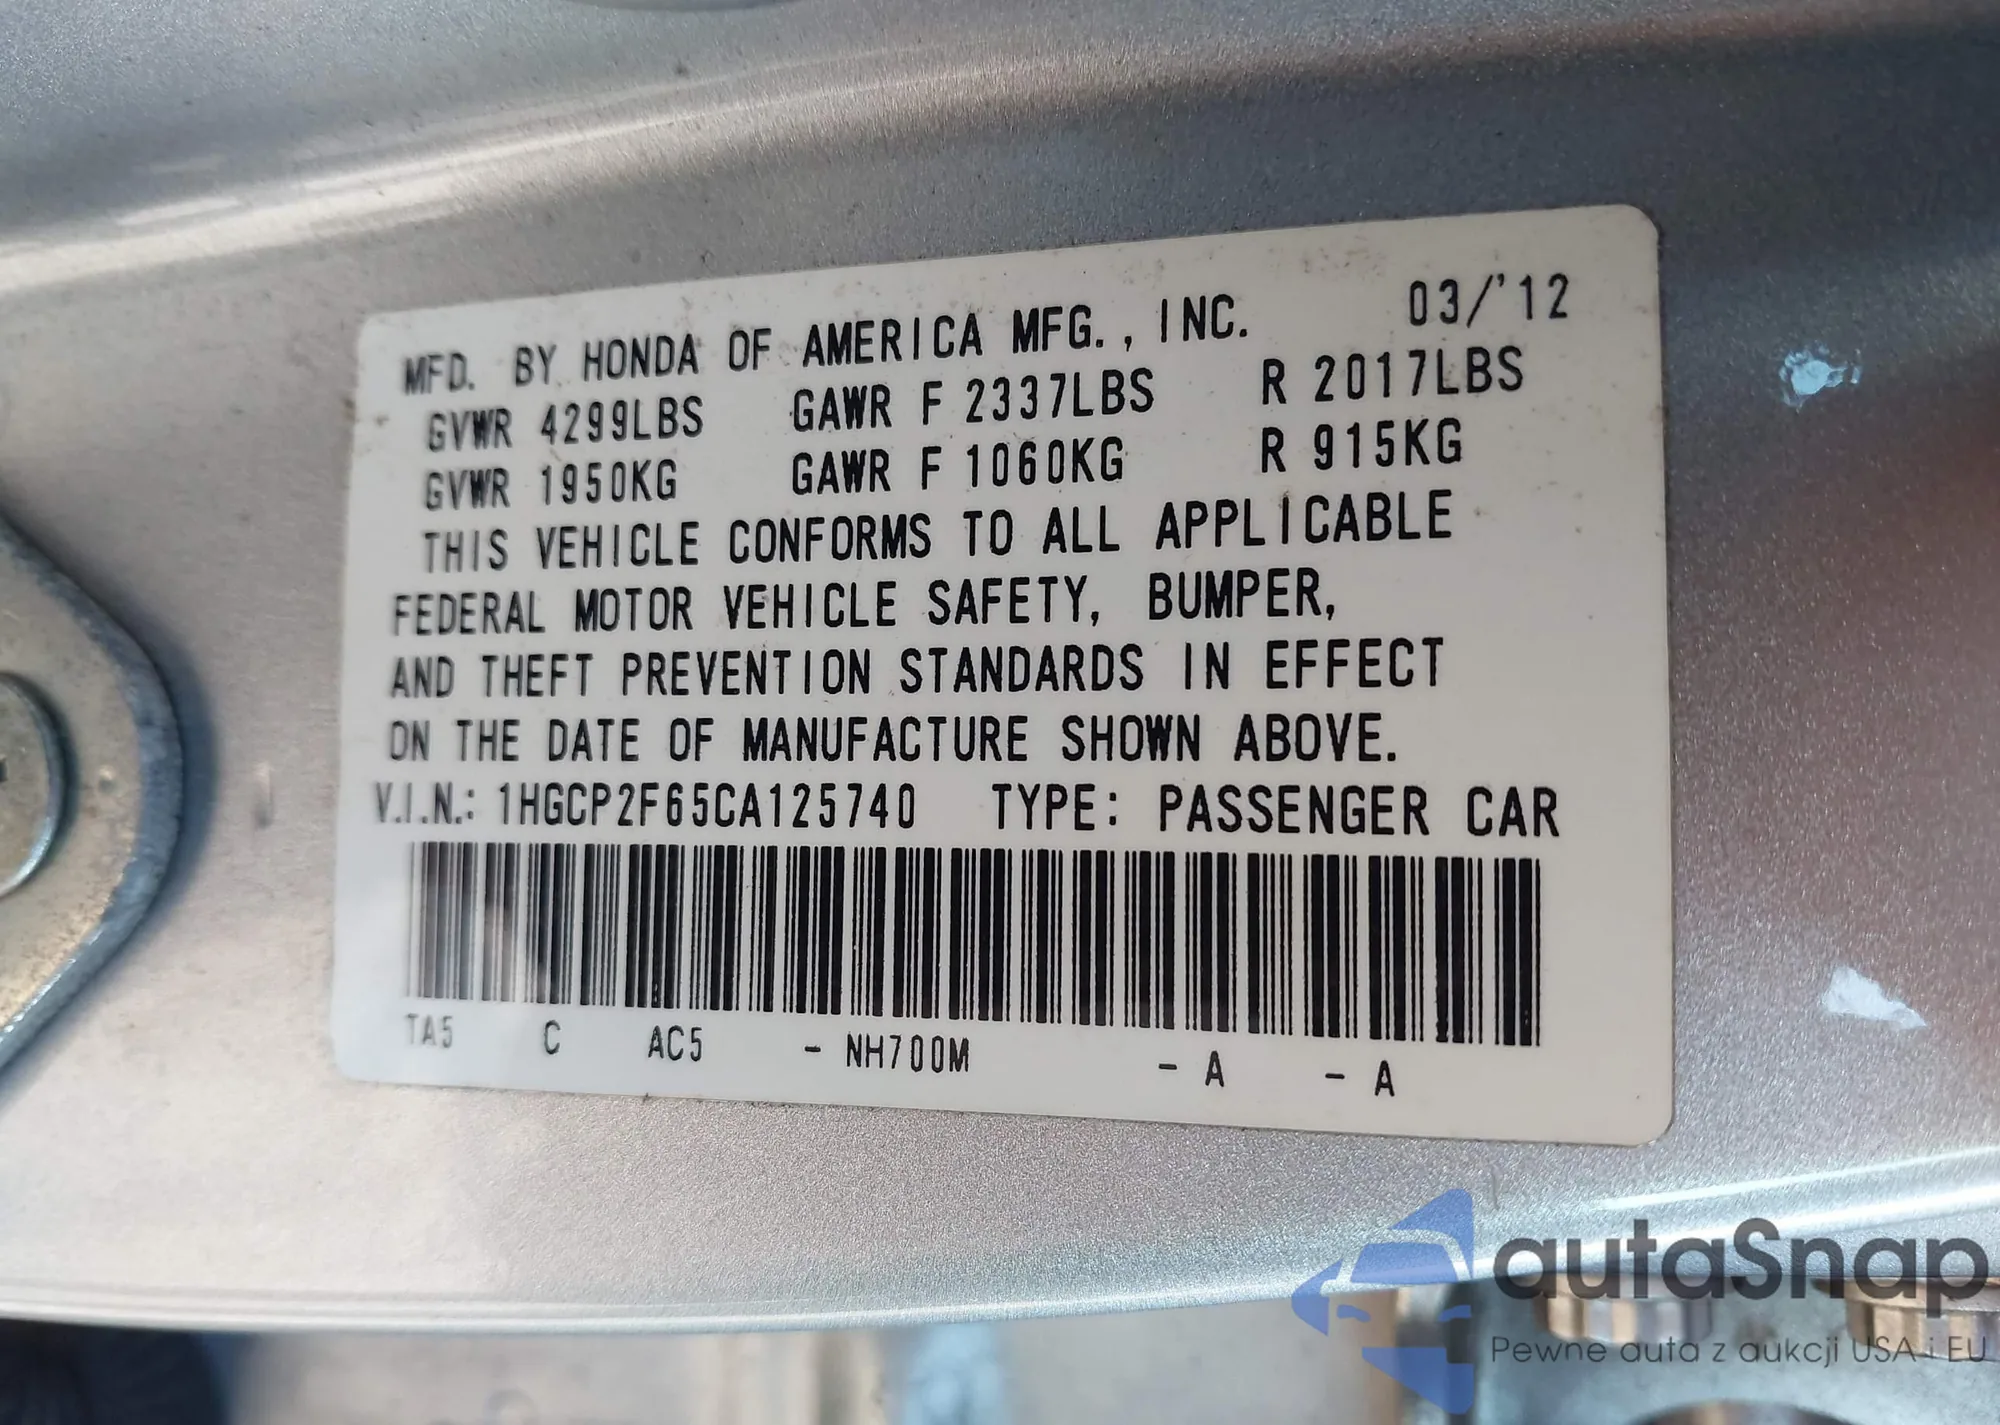 MFD. BY HONDA OF AMERICA MFG., INC. 03/'12
GVWR 4299LBS GAWR F 2337LBS R 2017LBS
GVWR 1950KG GAWR F 1060KG R 915KG
THIS VEHICLE CONFORMS TO ALL APPLICABLE
FEDERAL MOTOR VEHICLE SAFETY, BUMPER,
AND THEFT PREVENTION STANDARDS IN EFFECT
ON THE DATE OF MANUFACTURE SHOWN ABOVE.
V.I.N.: 1HGCP2F65CA125740 TYPE: PASSENGER CAR
TA5 C AC5 - NH700M - A - A
autaSnap
Pewne auta z aukcji USA i EU